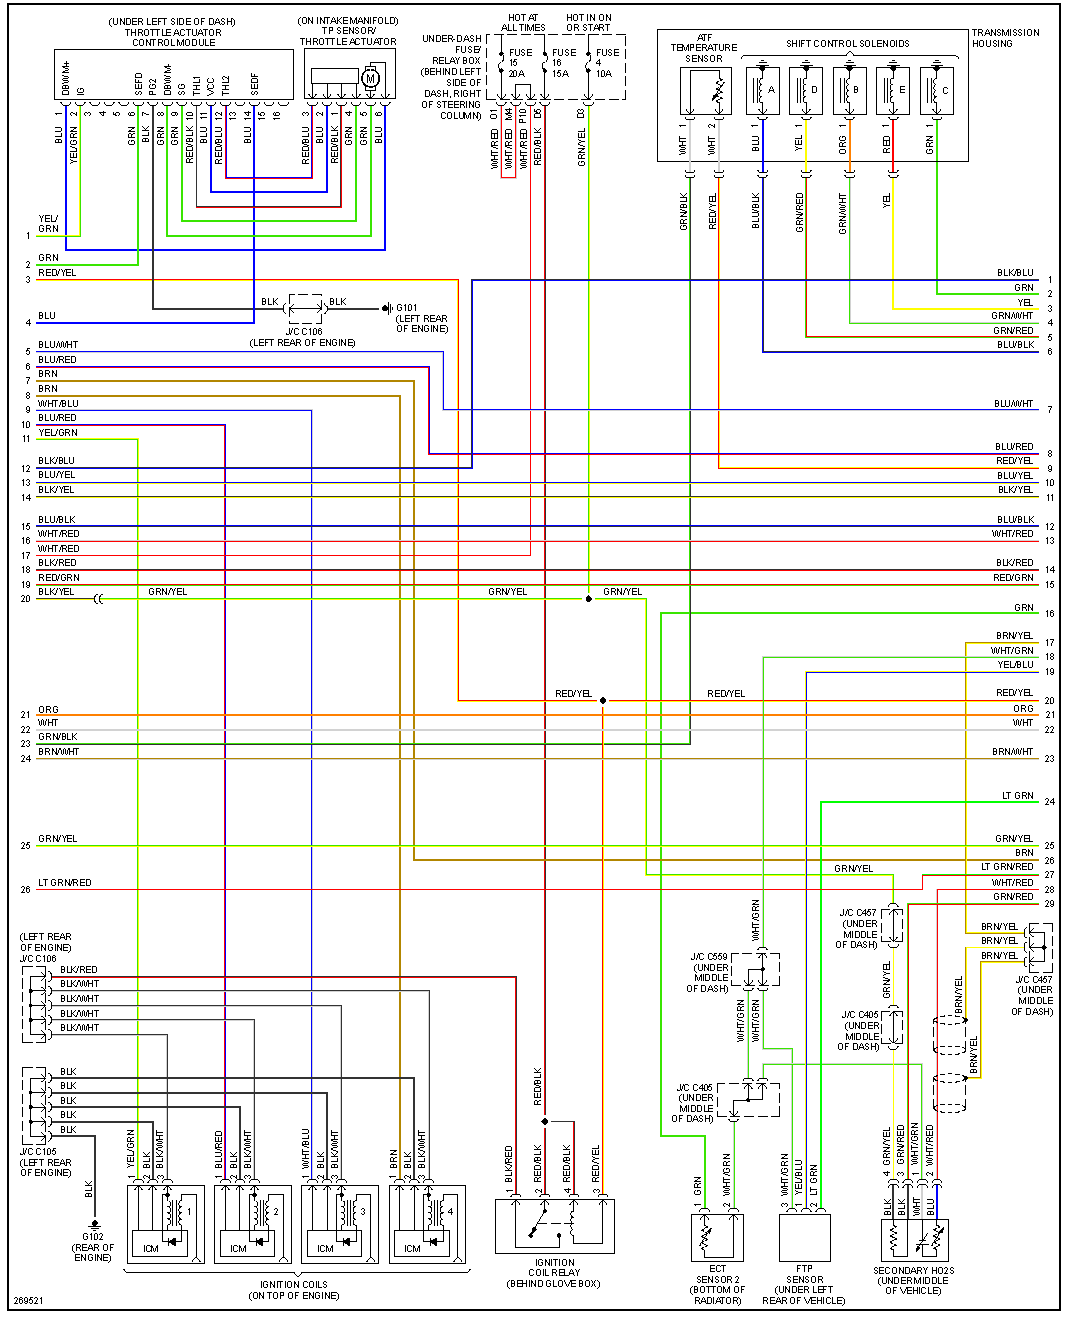 (UNDER LEFT SIDE OF DASH)
THROTTLE ACTUATOR
CONTROL MODULE
(ON INTAKE MANIFOLD)
TP SENSOR/
THROTTLE ACTUATOR
HOT AT
ALL TIMES
HOT IN ON
OR START
UNDER-DASH
FUSE/
RELAY BOX
(BEHIND LEFT
SIDE OF
DASH, RIGHT
OF STEERING
COLUMN)
FUSE
15
20A
FUSE
16
15A
FUSE
4
10A
ATF
TEMPERATURE
SENSOR
SHIFT CONTROL SOLENOIDS
TRANSMISSION
HOUSING
A
D
B
E
C
M
DBWM+
IG
SEFD
PG2
DBWM-
SG
THL1
VCC
THL2
SEDF
1 2 3 4 5 6 7 8 9 10 11 12 13 14 15 16
BLU
YEL/GRN
GRN
BLK
GRN
GRN
RED/BLK
BLU
RED/BLU
BLU
3 2 1 4 5 6
RED/BLU
BLU
RED/BLK
GRN
GRN
BLU
O1
M4
P10
D5
D3
WHT/RED
WHT/RED
WHT/RED
RED/BLK
GRN/YEL
1 2 1 1 1 1
WHT
WHT
BLU
YEL
ORG
RED
GRN
GRN/BLK
RED/YEL
BLU/BLK
GRN/RED
GRN/WHT
YEL
YEL/
GRN
1
GRN
2
RED/YEL
3
BLU
4
BLU/WHT
5
BLU/RED
6
BRN
7
BRN
8
WHT/BLU
9
BLU/RED
10
YEL/GRN
11
BLK/BLU
12
BLU/YEL
13
BLK/YEL
14
BLU/BLK
15
WHT/RED
16
WHT/RED
17
BLK/RED
18
RED/GRN
19
BLK/YEL
20
GRN/YEL
GRN/YEL
GRN/YEL
BLK
BLK
J/C C106
(LEFT REAR OF ENGINE)
G101
(LEFT REAR
OF ENGINE)
BLK/BLU 1
GRN 2
YEL 3
GRN/WHT 4
GRN/RED 5
BLU/BLK 6
BLU/WHT 7
BLU/RED 8
RED/YEL 9
BLU/YEL 10
BLK/YEL 11
BLU/BLK 12
WHT/RED 13
BLK/RED 14
RED/GRN 15
GRN 16
BRN/YEL 17
WHT/GRN 18
YEL/BLU 19
RED/YEL
RED/YEL
RED/YEL 20
ORG 21
WHT 22
BRN/WHT 23
LT GRN 24
GRN/YEL 25
BRN 26
LT GRN/RED 27
WHT/RED 28
GRN/RED 29
21 ORG
22 WHT
23 GRN/BLK
24 BRN/WHT
25 GRN/YEL
26 LT GRN/RED
GRN/YEL
(LEFT REAR
OF ENGINE)
J/C C106
BLK/RED
BLK/WHT
BLK/WHT
BLK/WHT
BLK/WHT
BLK
BLK
BLK
BLK
BLK
J/C C105
(LEFT REAR
OF ENGINE)
BLK
G102
(REAR OF
ENGINE)
YEL/GRN
BLK
BLK/WHT
1 2 3
BLU/RED
BLK
BLK/WHT
1 2 3
WHT/BLU
BLK
BLK/WHT
1 2 3
BRN
BLK
BLK/WHT
1 2 3
ICM
1
ICM
2
ICM
3
ICM
4
IGNITION COILS
(ON TOP OF ENGINE)
RED/BLK
BLK/RED
RED/BLK
BLK/RED
RED/YEL
1 2 4 3
IGNITION
COIL RELAY
(BEHIND GLOVE BOX)
WHT/GRN
J/C C559
(UNDER
MIDDLE
OF DASH)
WHT/GRN
WHT/GRN
J/C C405
(UNDER
MIDDLE
OF DASH)
GRN
WHT/GRN
1 2
ECT
SENSOR 2
(BOTTOM OF
RADIATOR)
WHT/GRN
YEL/BLU
LT GRN
3 1 2
FTP
SENSOR
(UNDER LEFT
REAR OF VEHICLE)
J/C C457
(UNDER
MIDDLE
OF DASH)
GRN/YEL
J/C C405
(UNDER
MIDDLE
OF DASH)
BRN/YEL
BRN/YEL
BRN/YEL
J/C C457
(UNDER
MIDDLE
OF DASH)
BRN/YEL
BRN/YEL
GRN/YEL
GRN/RED
WHT/GRN
WHT/RED
4 3 1 2
BLK
BLK
WHT
BLU
SECONDARY HO2S
(UNDER MIDDLE
OF VEHICLE)
269521